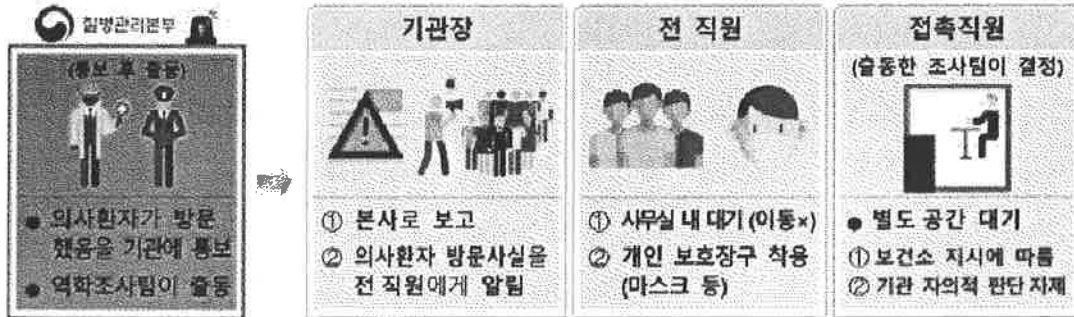 질병관리본부
(통보 후 출동)
● 의사환자가 방문
했음을 기관에 통보
● 역학조사팀이 출동
기관장
① 본사로 보고
② 의사환자 방문사실을
전 직원에게 알림
전 직원
① 사무실 내 대기 (이동×)
② 개인 보호장구 착용
(마스크 등)
접촉직원
(출동한 조사팀이 결정)
● 별도 공간 대기
① 보건소 지시에 따름
② 기관 자의적 판단 자제